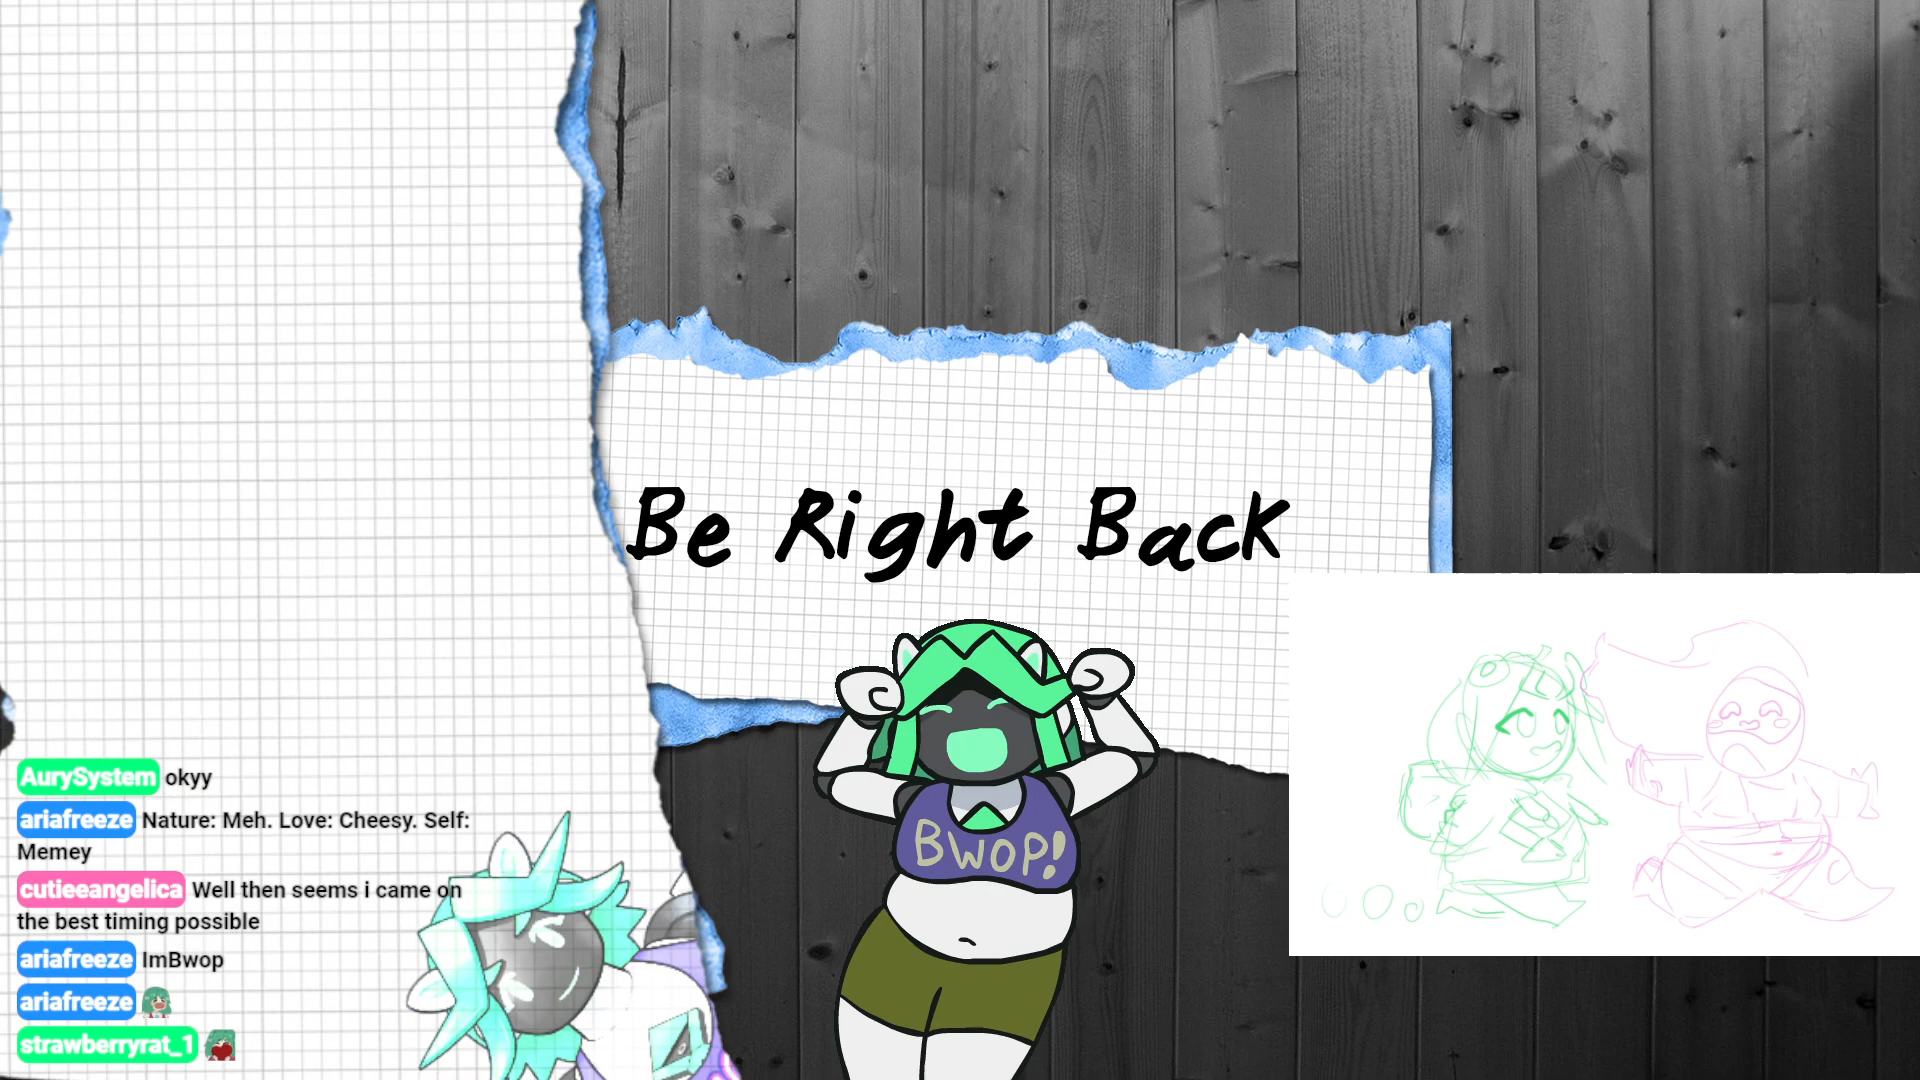 Be Right Back
BWOP!
AurySystem okyy
ariafreeze Nature: Meh. Love: Cheesy. Self:
Memey
cutieeangelica Well then seems i came on
the best timing possible
ariafreeze ImBwop
ariafreeze
strawberryrat_1